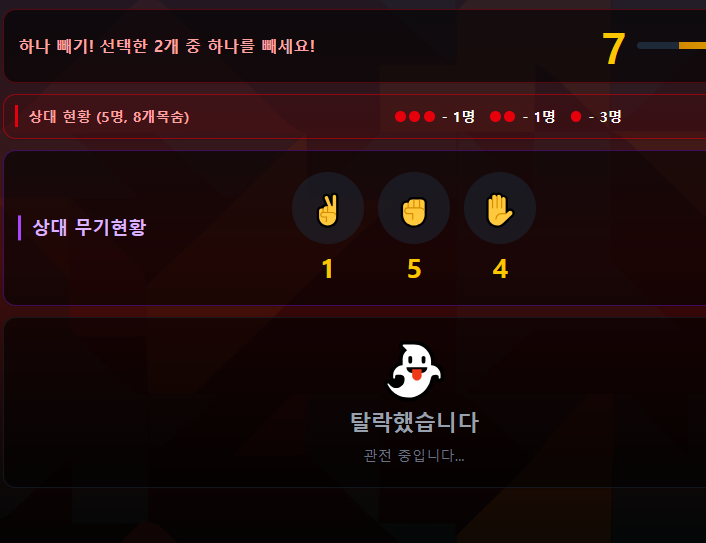 하나 빼기! 선택한 2개 중 하나를 빼세요!
7
상대 현황 (5명, 8개목숨)
- 1명 - 1명 - 3명
상대 무기현황
1 5 4
탈락했습니다
관전 중입니다...